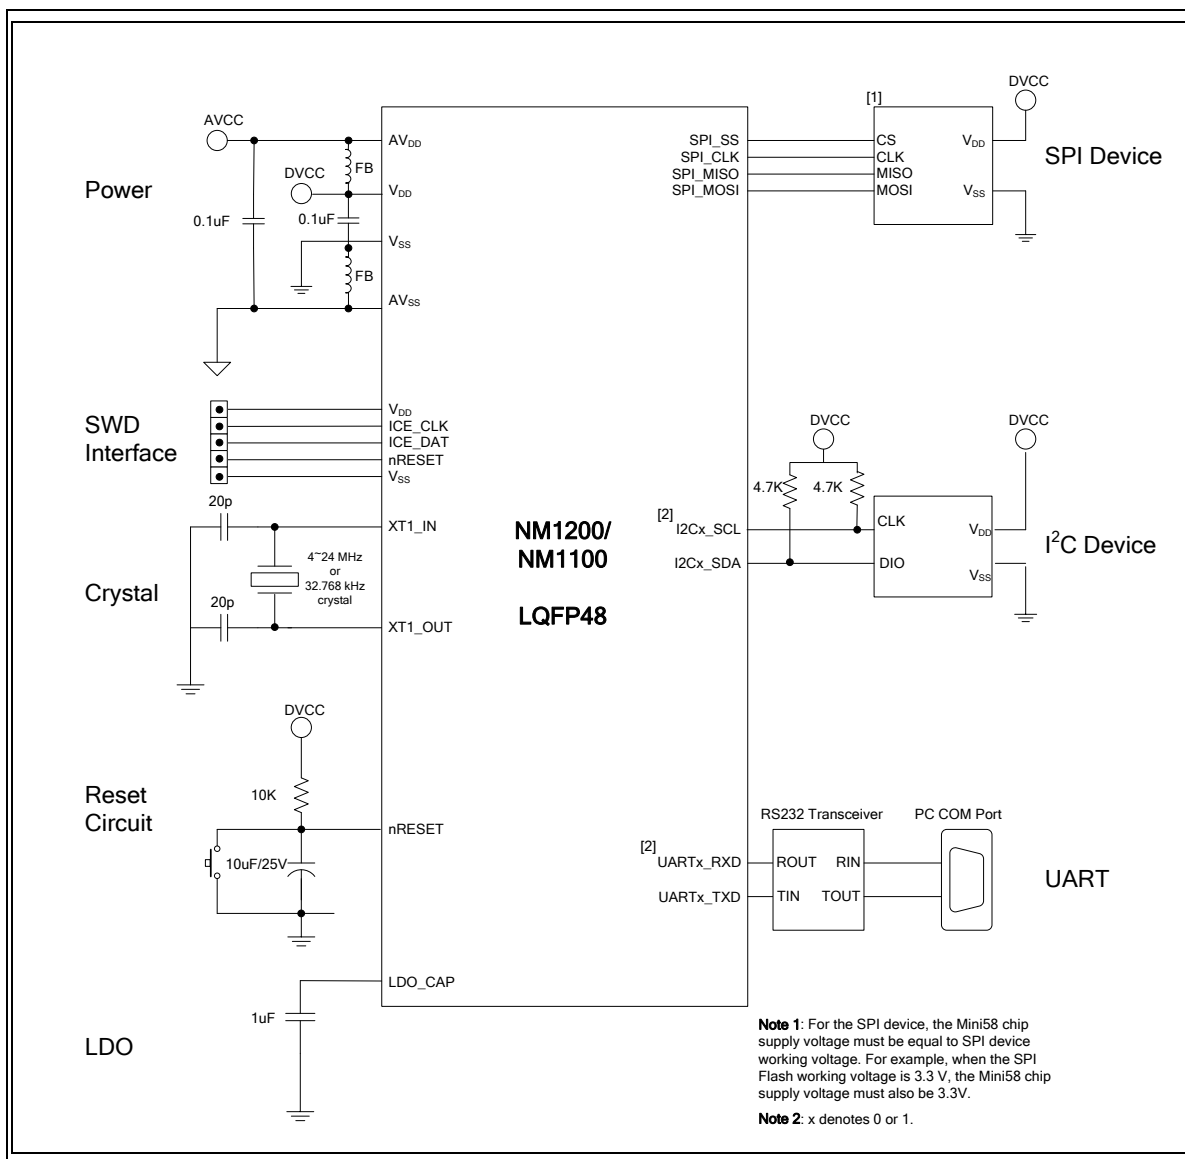 Power
AVCC
DVCC
0.1uF
0.1uF
FB
FB
AVDD
VDD
VSS
AVSS
SWD
Interface
VDD
ICE_CLK
ICE_DAT
nRESET
VSS
Crystal
20p
20p
4~24 MHz
or
32.768 kHz
crystal
XT1_IN
XT1_OUT
Reset
Circuit
DVCC
10K
10uF/25V
nRESET
LDO
1uF
LDO_CAP
NM1200/
NM1100
LQFP48
SPI_SS
SPI_CLK
SPI_MISO
SPI_MOSI
[1]
CS
CLK
MISO
MOSI
VDD
VSS
DVCC
SPI Device
[2]
I2Cx_SCL
I2Cx_SDA
DVCC
4.7K
4.7K
CLK
DIO
VDD
VSS
DVCC
I2C Device
[2]
UARTx_RXD
UARTx_TXD
RS232 Transceiver
ROUT
RIN
TIN
TOUT
PC COM Port
UART
Note 1: For the SPI device, the Mini58 chip
supply voltage must be equal to SPI device
working voltage. For example, when the SPI
Flash working voltage is 3.3 V, the Mini58 chip
supply voltage must also be 3.3V.
Note 2: x denotes 0 or 1.